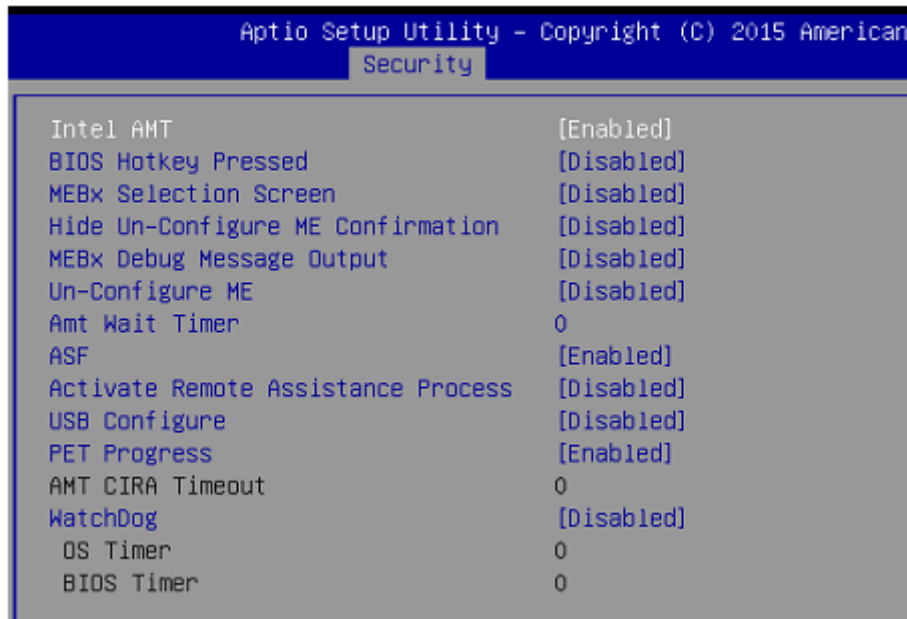 Aptio Setup Utility – Copyright (C) 2015 American
Security
Intel AMT [Enabled]
BIOS Hotkey Pressed [Disabled]
MEBx Selection Screen [Disabled]
Hide Un-Configure ME Confirmation [Disabled]
MEBx Debug Message Output [Disabled]
Un-Configure ME [Disabled]
Amt Wait Timer 0
ASF [Enabled]
Activate Remote Assistance Process [Disabled]
USB Configure [Disabled]
PET Progress [Enabled]
AMT CIRA Timeout 0
WatchDog [Disabled]
OS Timer 0
BIOS Timer 0